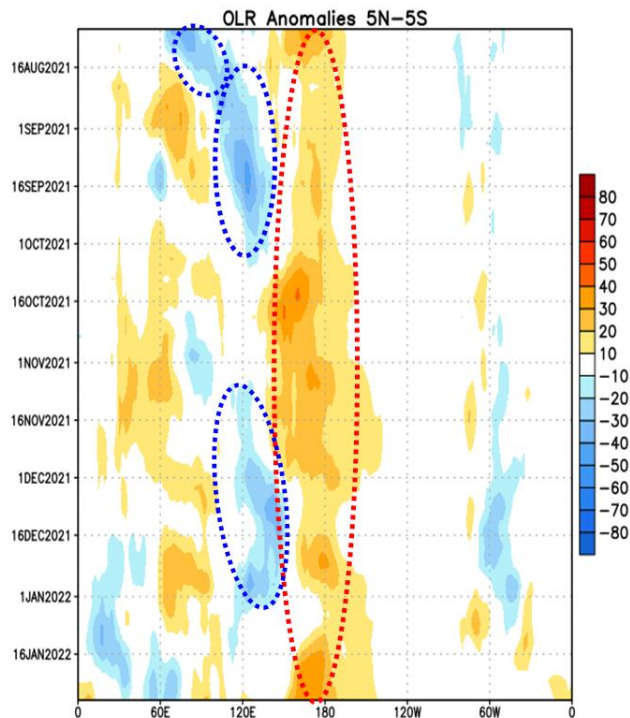 OLR Anomalies 5N-5S
16AUG2021
1SEP2021
16SEP2021
1OCT2021
16OCT2021
1NOV2021
16NOV2021
1DEC2021
16DEC2021
1JAN2022
16JAN2022
0
60E
120E
180
120W
60W
0
80
70
60
50
40
30
20
10
-10
-20
-30
-40
-50
-60
-70
-80